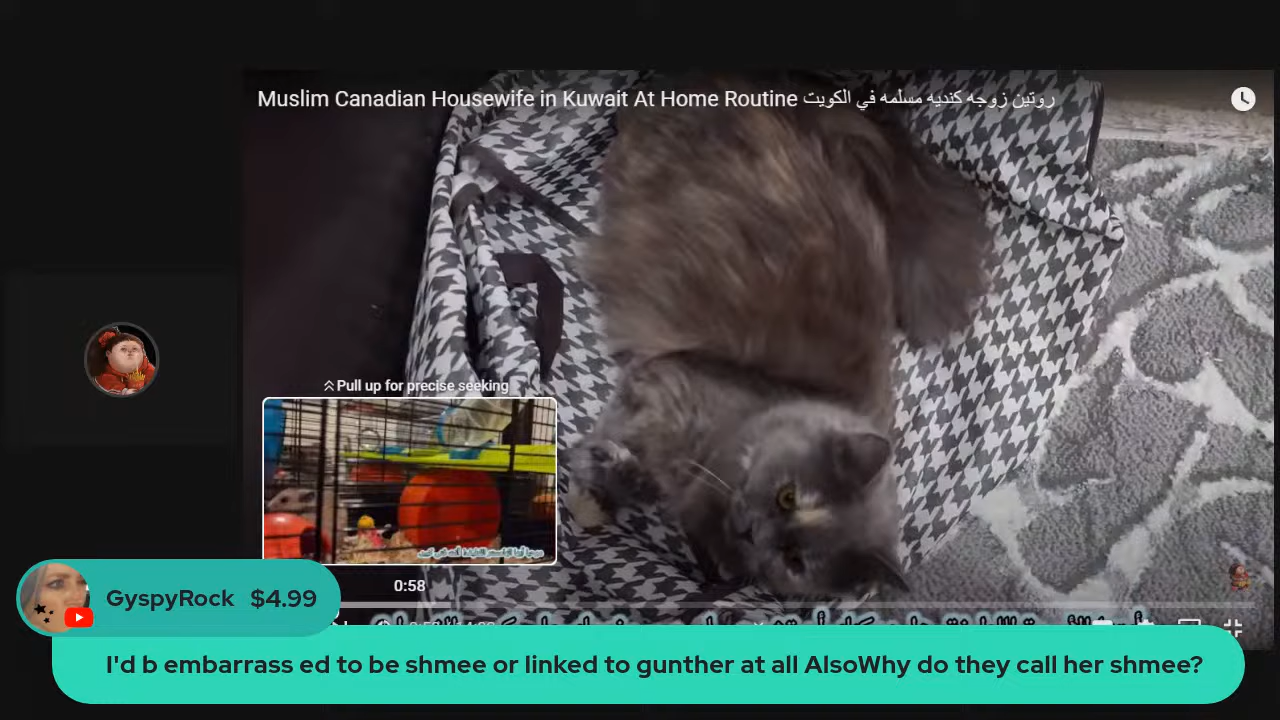 Muslim Canadian Housewife in Kuwait At Home Routine روتين زوجه كنديه مسلمه في الكويت
Pull up for precise seeking
0:58
GyspyRock $4.99
I'd b embarrass ed to be shmee or linked to gunther at all AlsoWhy do they call her shmee?